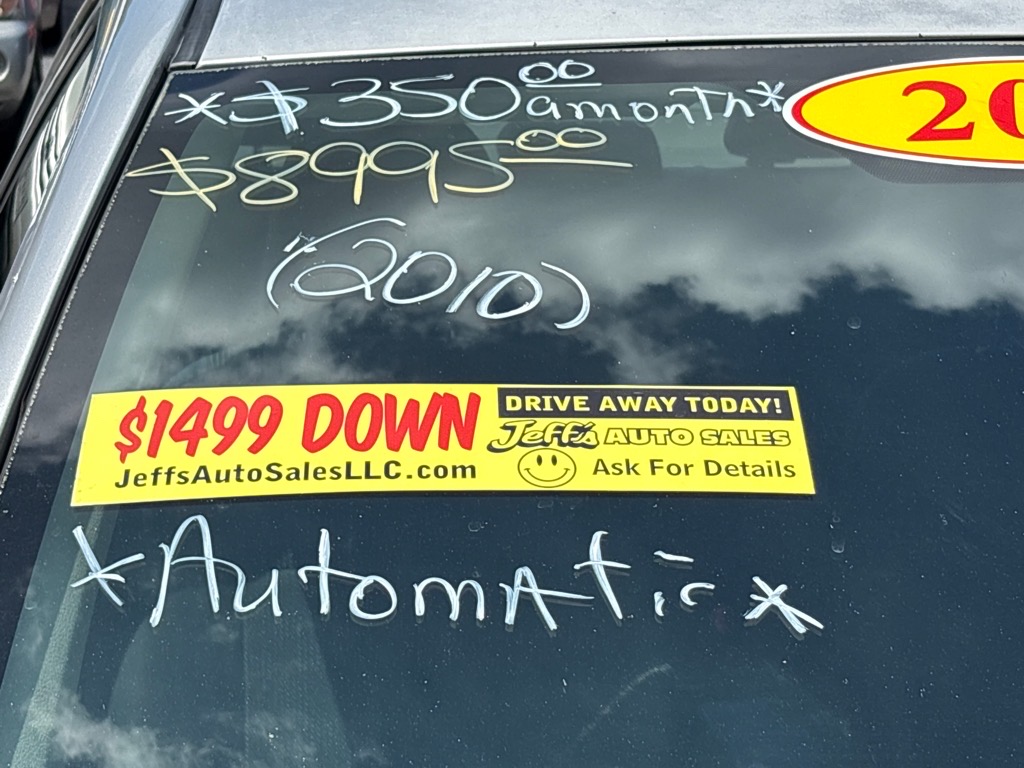 *$350.00 a month*
20
$8995.00
(2010)
$1499 DOWN
JeffsAutoSalesLLC.com
DRIVE AWAY TODAY!
Jeff's AUTO SALES
Ask For Details
*Automatic*